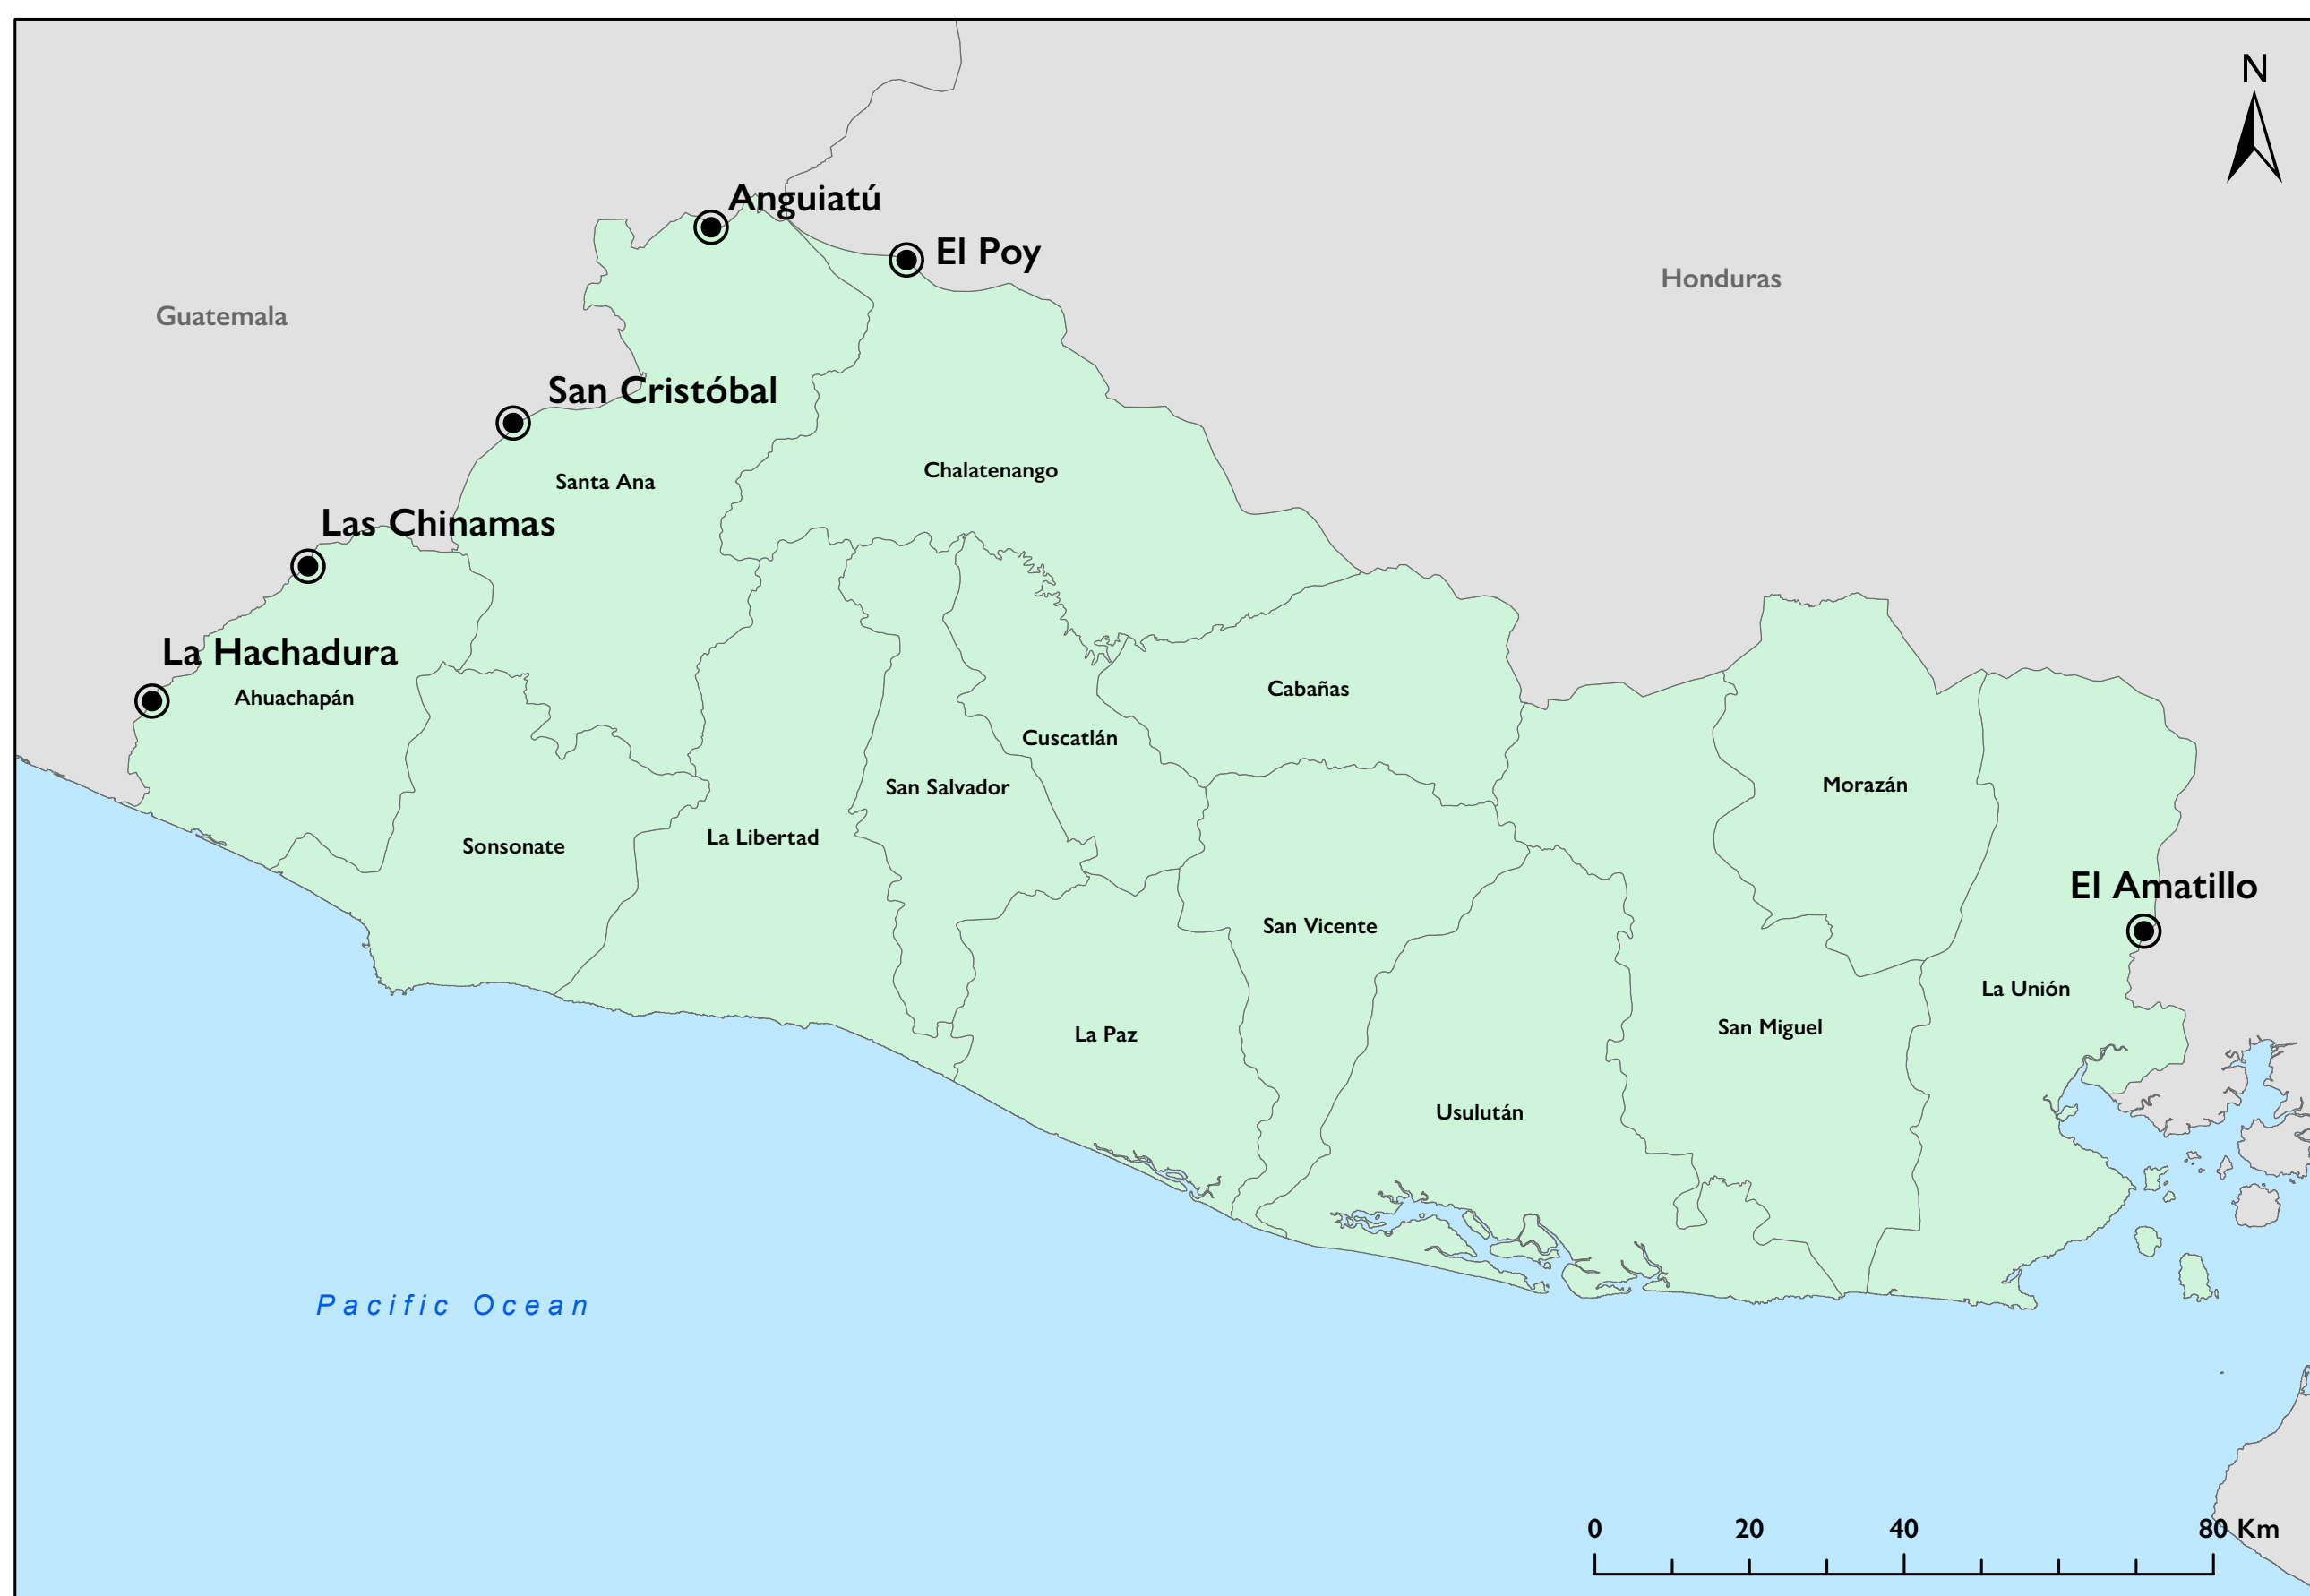 N
Anguiatú
El Poy
Honduras
Guatemala
San Cristóbal
Chalatenango
Santa Ana
Las Chinamas
La Hachadura
Cabañas
Ahuachapán
Cuscatlán
Morazán
San Salvador
La Libertad
Sonsonate
El Amatillo
San Vicente
La Unión
San Miguel
La Paz
Usulután
Pacific Ocean
0 20 40 80 Km